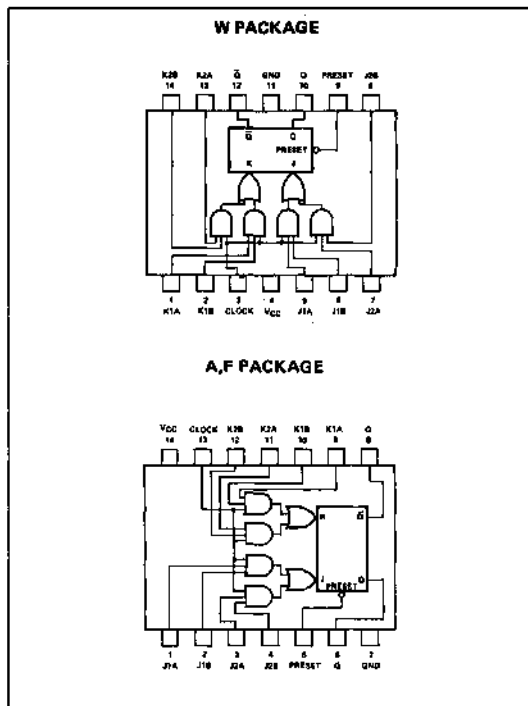 W PACKAGE
K2B K2A Q̅ GND Q PRESET J2B
14 13 12 11 10 9 8
Q̅ Q
PRESET
K J
1 2 3 4 5 6 7
K1A K1B CLOCK VCC J1A J1B J2A
A,F PACKAGE
VCC CLOCK K2B K2A K1B K1A Q̅
14 13 12 11 10 9 8
K Q̅
J Q
PRESET
1 2 3 4 5 6 7
J1A J1B J2A J2B PRESET Q GND